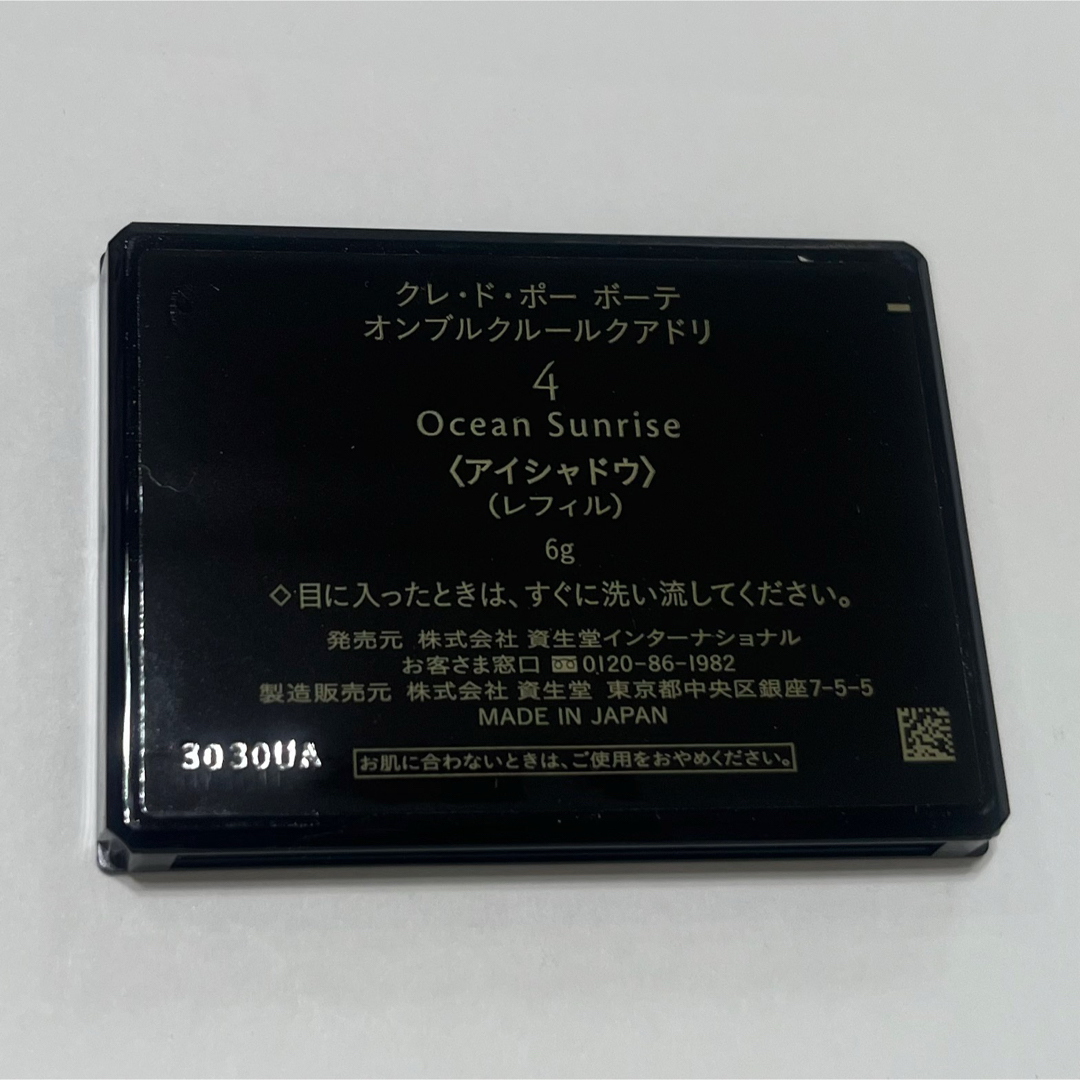 クレ・ド・ポー ボーテ
オンブルクルールクアドリ
4
Ocean Sunrise
〈アイシャドウ〉
(レフィル)
6g
◇目に入ったときは、すぐに洗い流してください。
発売元 株式会社 資生堂インターナショナル
お客さま窓口 0120-86-1982
製造販売元 株式会社 資生堂 東京都中央区銀座7-5-5
MADE IN JAPAN
3030UA
お肌に合わないときは、ご使用をおやめください。